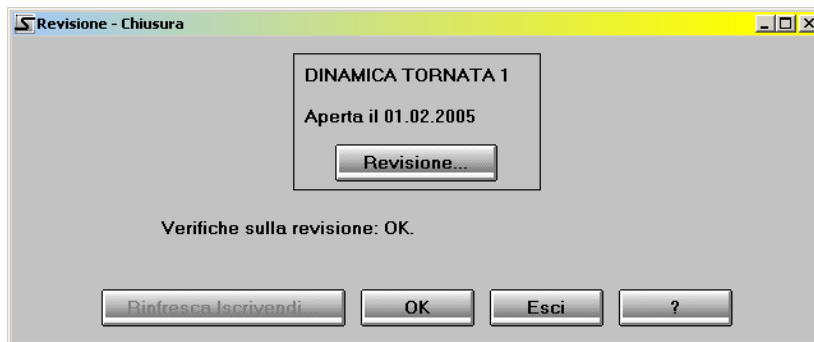 Revisione - Chiusura
DINAMICA TORNATA 1
Aperta il 01.02.2005
Revisione...
Verifiche sulla revisione: OK.
Rinfresca Iscrivendi...
OK
Esci
?